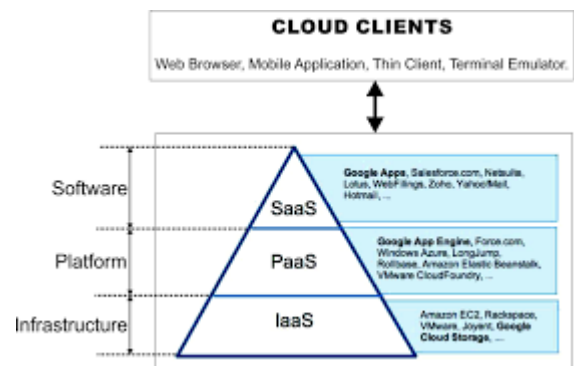 CLOUD CLIENTS
Web Browser, Mobile Application, Thin Client, Terminal Emulator.
Software
SaaS
Google Apps, Salesforce.com, Netsuite,
Lotus, WebFilings, Zoho, Yahoo!Mail,
Hotmail, ...
Platform
PaaS
Google App Engine, Force.com,
Windows Azure, LongJump,
Rollbase, Amazon Elastic Beanstalk,
VMware CloudFoundry, ...
Infrastructure
IaaS
Amazon EC2, Rackspace,
VMware, Joyent, Google
Cloud Storage, ...